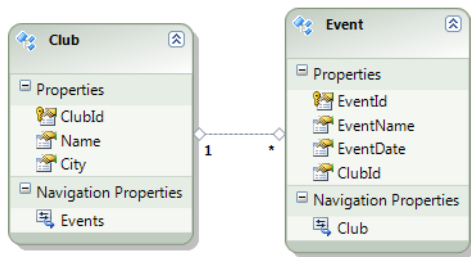 Club
Properties
ClubId
Name
City
Navigation Properties
Events
1
*
Event
Properties
EventId
EventName
EventDate
ClubId
Navigation Properties
Club